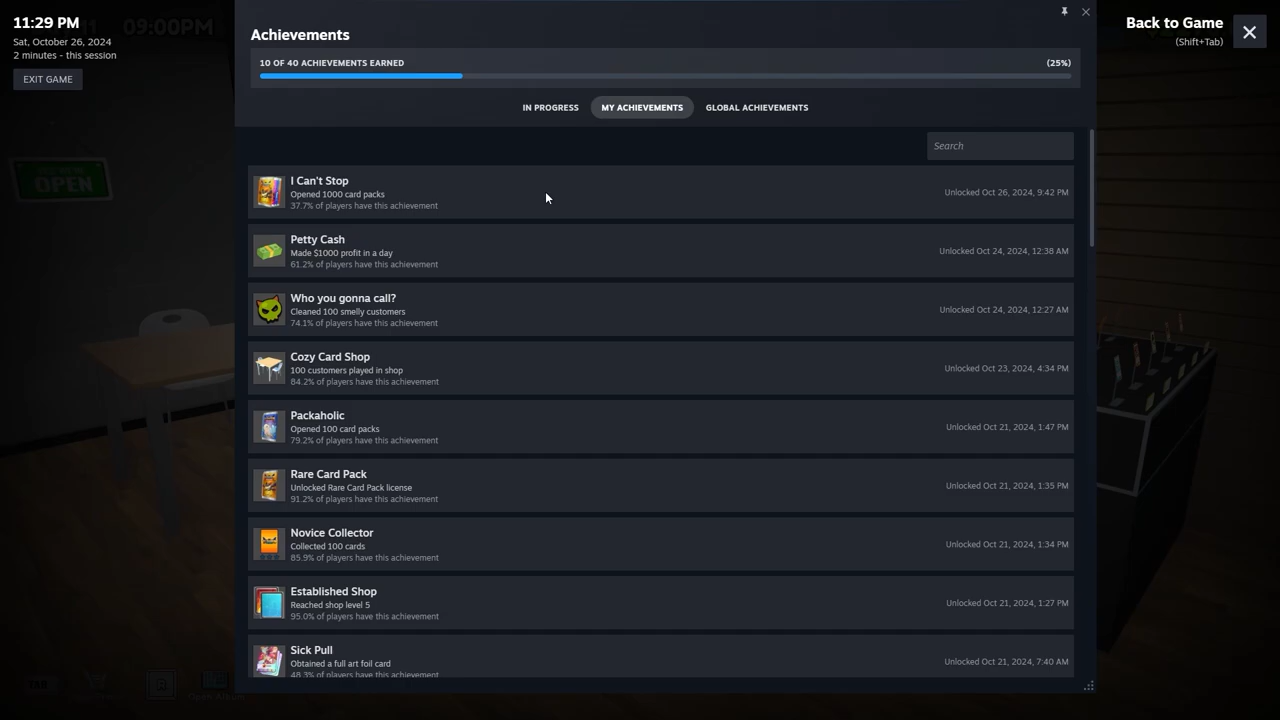 11:29 PM
Sat, October 26, 2024
2 minutes - this session
EXIT GAME
09:00PM
OPEN
Back to Game
(Shift+Tab)
Achievements
10 OF 40 ACHIEVEMENTS EARNED
(25%)
IN PROGRESS
MY ACHIEVEMENTS
GLOBAL ACHIEVEMENTS
Search
I Can't Stop
Opened 1000 card packs
37.7% of players have this achievement
Unlocked Oct 26, 2024, 9:42 PM
Petty Cash
Made $1000 profit in a day
61.2% of players have this achievement
Unlocked Oct 24, 2024, 12:38 AM
Who you gonna call?
Cleaned 100 smelly customers
74.1% of players have this achievement
Unlocked Oct 24, 2024, 12:27 AM
Cozy Card Shop
100 customers played in shop
84.2% of players have this achievement
Unlocked Oct 23, 2024, 4:34 PM
Packaholic
Opened 100 card packs
79.2% of players have this achievement
Unlocked Oct 21, 2024, 1:47 PM
Rare Card Pack
Unlocked Rare Card Pack license
91.2% of players have this achievement
Unlocked Oct 21, 2024, 1:35 PM
Novice Collector
Collected 100 cards
85.9% of players have this achievement
Unlocked Oct 21, 2024, 1:34 PM
Established Shop
Reached shop level 5
95.0% of players have this achievement
Unlocked Oct 21, 2024, 1:27 PM
Sick Pull
Obtained a full art foil card
48.3% of players have this achievement
Unlocked Oct 21, 2024, 7:40 AM
TAB
R